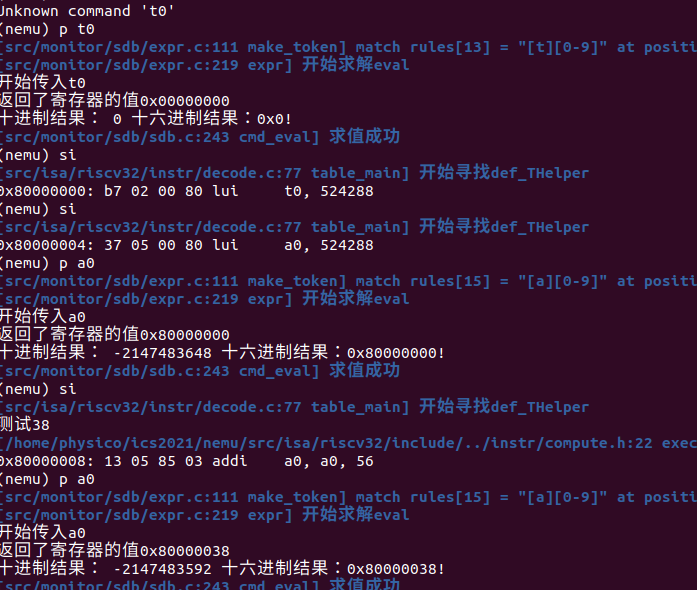 Unknown command 't0'
(nemu) p t0
[src/monitor/sdb/expr.c:111 make_token] match rules[13] = "[t][0-9]" at positi
[src/monitor/sdb/expr.c:219 expr] 开始求解eval
开始传入t0
返回了寄存器的值0x00000000
十进制结果： 0 十六进制结果：0x0!
[src/monitor/sdb/sdb.c:243 cmd_eval] 求值成功
(nemu) si
[src/isa/riscv32/instr/decode.c:77 table_main] 开始寻找def_THelper
0x80000000: b7 02 00 80 lui t0, 524288
(nemu) si
[src/isa/riscv32/instr/decode.c:77 table_main] 开始寻找def_THelper
0x80000004: 37 05 00 80 lui a0, 524288
(nemu) p a0
[src/monitor/sdb/expr.c:111 make_token] match rules[15] = "[a][0-9]" at positi
[src/monitor/sdb/expr.c:219 expr] 开始求解eval
开始传入a0
返回了寄存器的值0x80000000
十进制结果： -2147483648 十六进制结果：0x80000000!
[src/monitor/sdb/sdb.c:243 cmd_eval] 求值成功
(nemu) si
[src/isa/riscv32/instr/decode.c:77 table_main] 开始寻找def_THelper
测试38
[/home/physico/ics2021/nemu/src/isa/riscv32/include/../instr/compute.h:22 exec
0x80000008: 13 05 85 03 addi a0, a0, 56
(nemu) p a0
[src/monitor/sdb/expr.c:111 make_token] match rules[15] = "[a][0-9]" at positi
[src/monitor/sdb/expr.c:219 expr] 开始求解eval
开始传入a0
返回了寄存器的值0x80000038
十进制结果： -2147483592 十六进制结果：0x80000038!
[src/monitor/sdb/sdb.c:243 cmd_eval] 求值成功